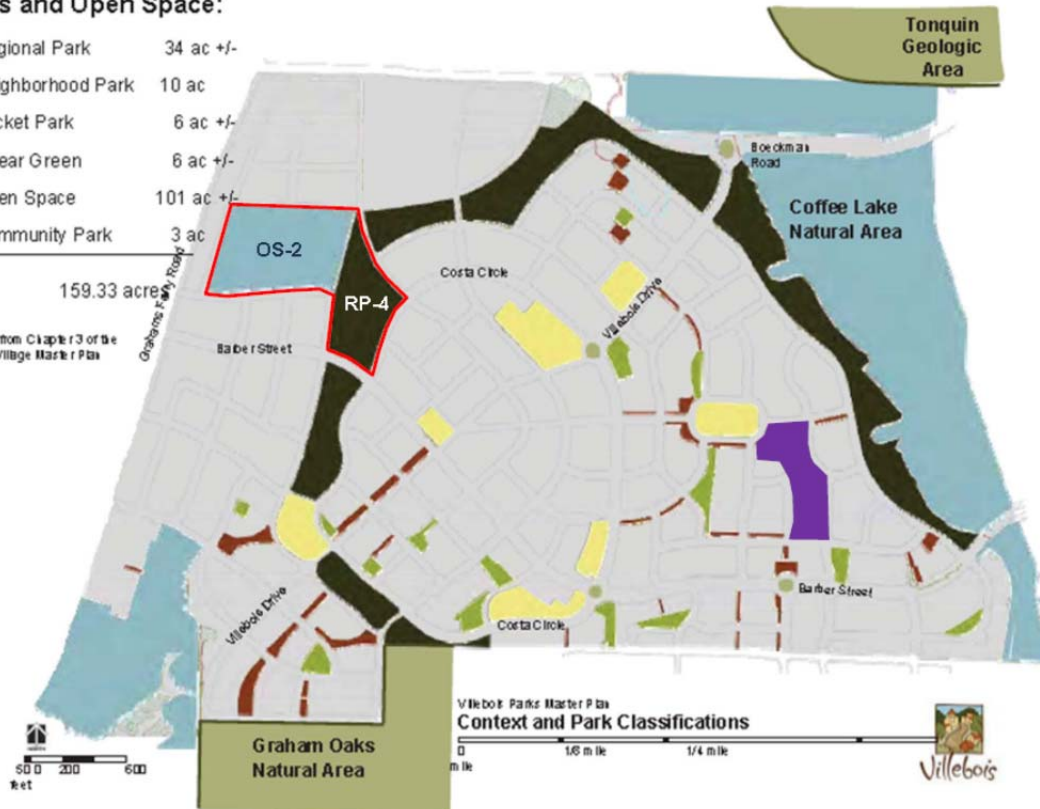 s and Open Space:
gional Park 34 ac +/-
ghborhood Park 10 ac
cket Park 6 ac +/-
ear Green 6 ac +/-
en Space 101 ac +/-
mmunity Park 3 ac
159.33 acres
from Chapter 3 of the
Village Master Plan
Tonquin
Geologic
Area
Boeckman
Road
Coffee Lake
Natural Area
OS-2
RP-4
Costa Circle
Villebois Drive
Grahams Ferry Road
Barber Street
Villebois Drive
Costa Circle
Barber Street
Graham Oaks
Natural Area
Villebois Parks Master Plan
Context and Park Classifications
0 1/8 mile 1/4 mile
mile
500 200 600
feet
Villebois